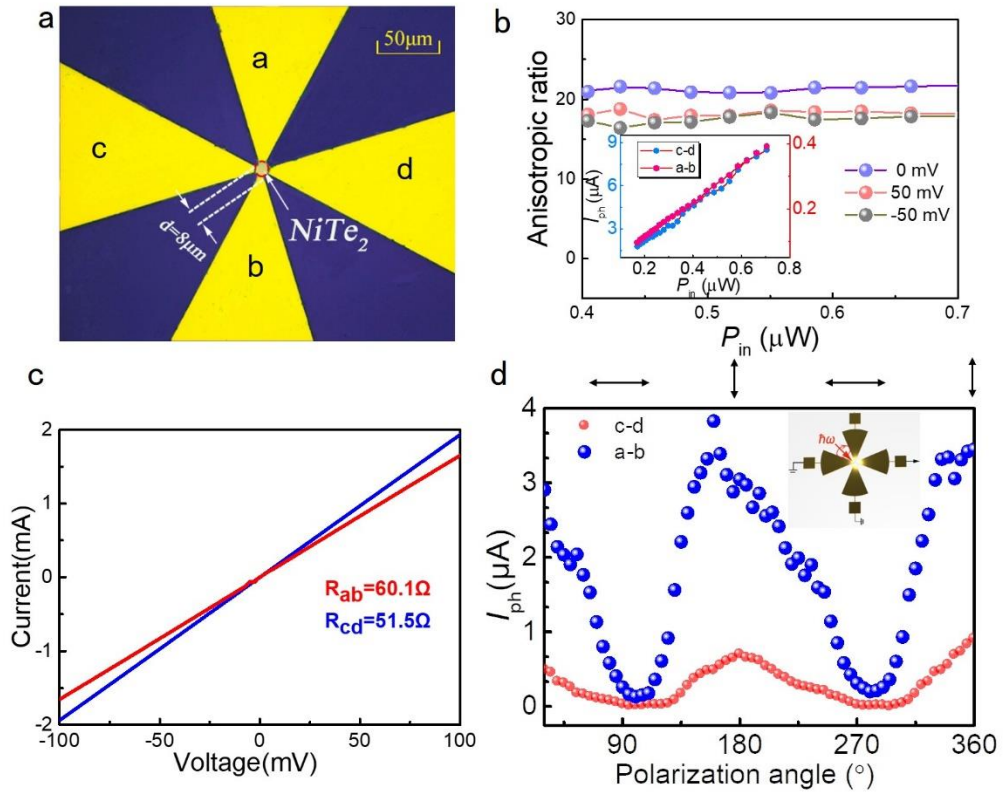 a
50μm
a
c
d
d=8μm
NiTe2
b
b
Anisotropic ratio
30
20
10
0
0.4
0.5
0.6
0.7
Pin (μW)
0 mV
50 mV
-50 mV
c-d
a-b
Iph(μA)
9
6
3
0.4
0.2
0.2
0.4
0.6
0.8
Pin (μW)
c
Current(mA)
2
1
0
-1
-2
-100
-50
0
50
100
Voltage(mV)
Rab=60.1Ω
Rcd=51.5Ω
d
c-d
a-b
ħω
Iph(μA)
4
3
2
1
0
90
180
270
360
Polarization angle (°)